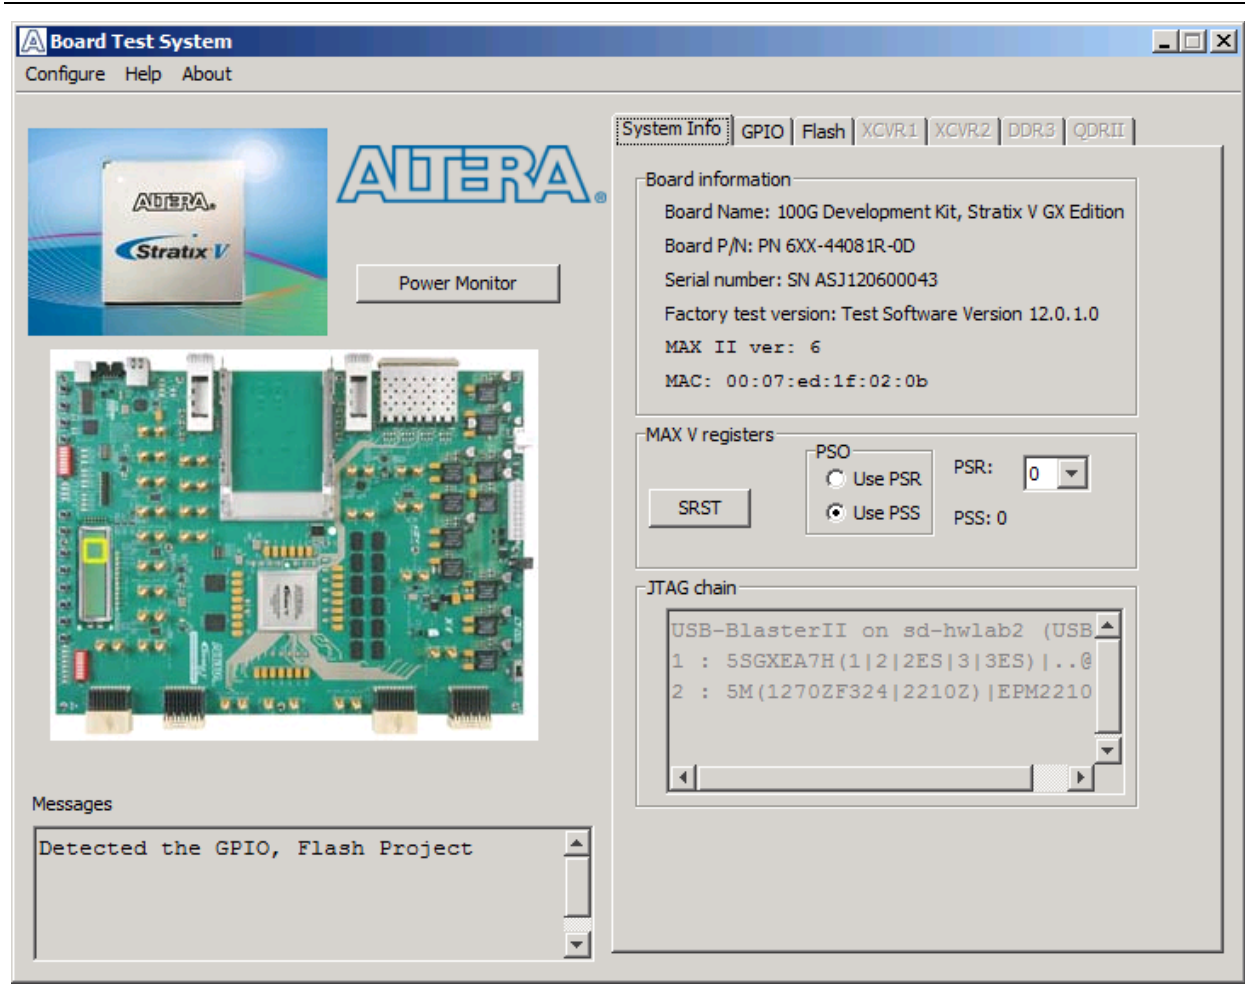 Board Test System
Configure Help About
ALTERA®
Stratix V
ALTERA®
Power Monitor
Messages
Detected the GPIO, Flash Project
System Info GPIO Flash XCVR1 XCVR2 DDR3 QDRII
Board information
Board Name: 100G Development Kit, Stratix V GX Edition
Board P/N: PN 6XX-44081R-0D
Serial number: SN ASJ120600043
Factory test version: Test Software Version 12.0.1.0
MAX II ver: 6
MAC: 00:07:ed:1f:02:0b
MAX V registers
SRST
PSO
Use PSR
Use PSS
PSR: 0
PSS: 0
JTAG chain
USB-BlasterII on sd-hwlab2 (USB
1 : 5SGXEA7H(1|2|2ES|3|3ES)|..@
2 : 5M(1270ZF324|2210Z)|EPM2210